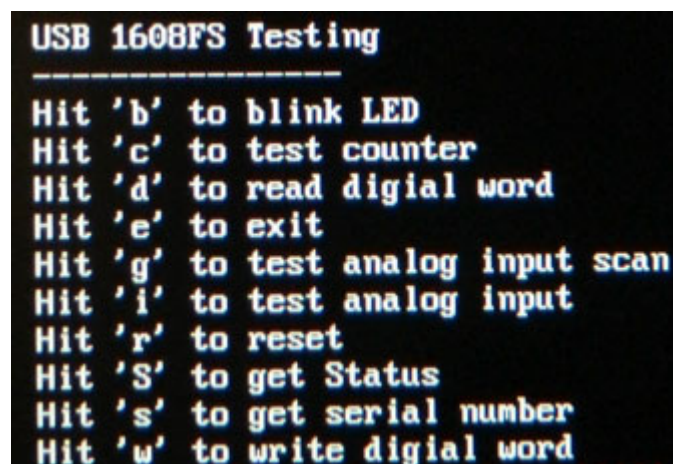 USB 1608FS Testing
------------------
Hit 'b' to blink LED
Hit 'c' to test counter
Hit 'd' to read digial word
Hit 'e' to exit
Hit 'g' to test analog input scan
Hit 'i' to test analog input
Hit 'r' to reset
Hit 'S' to get Status
Hit 's' to get serial number
Hit 'w' to write digial word